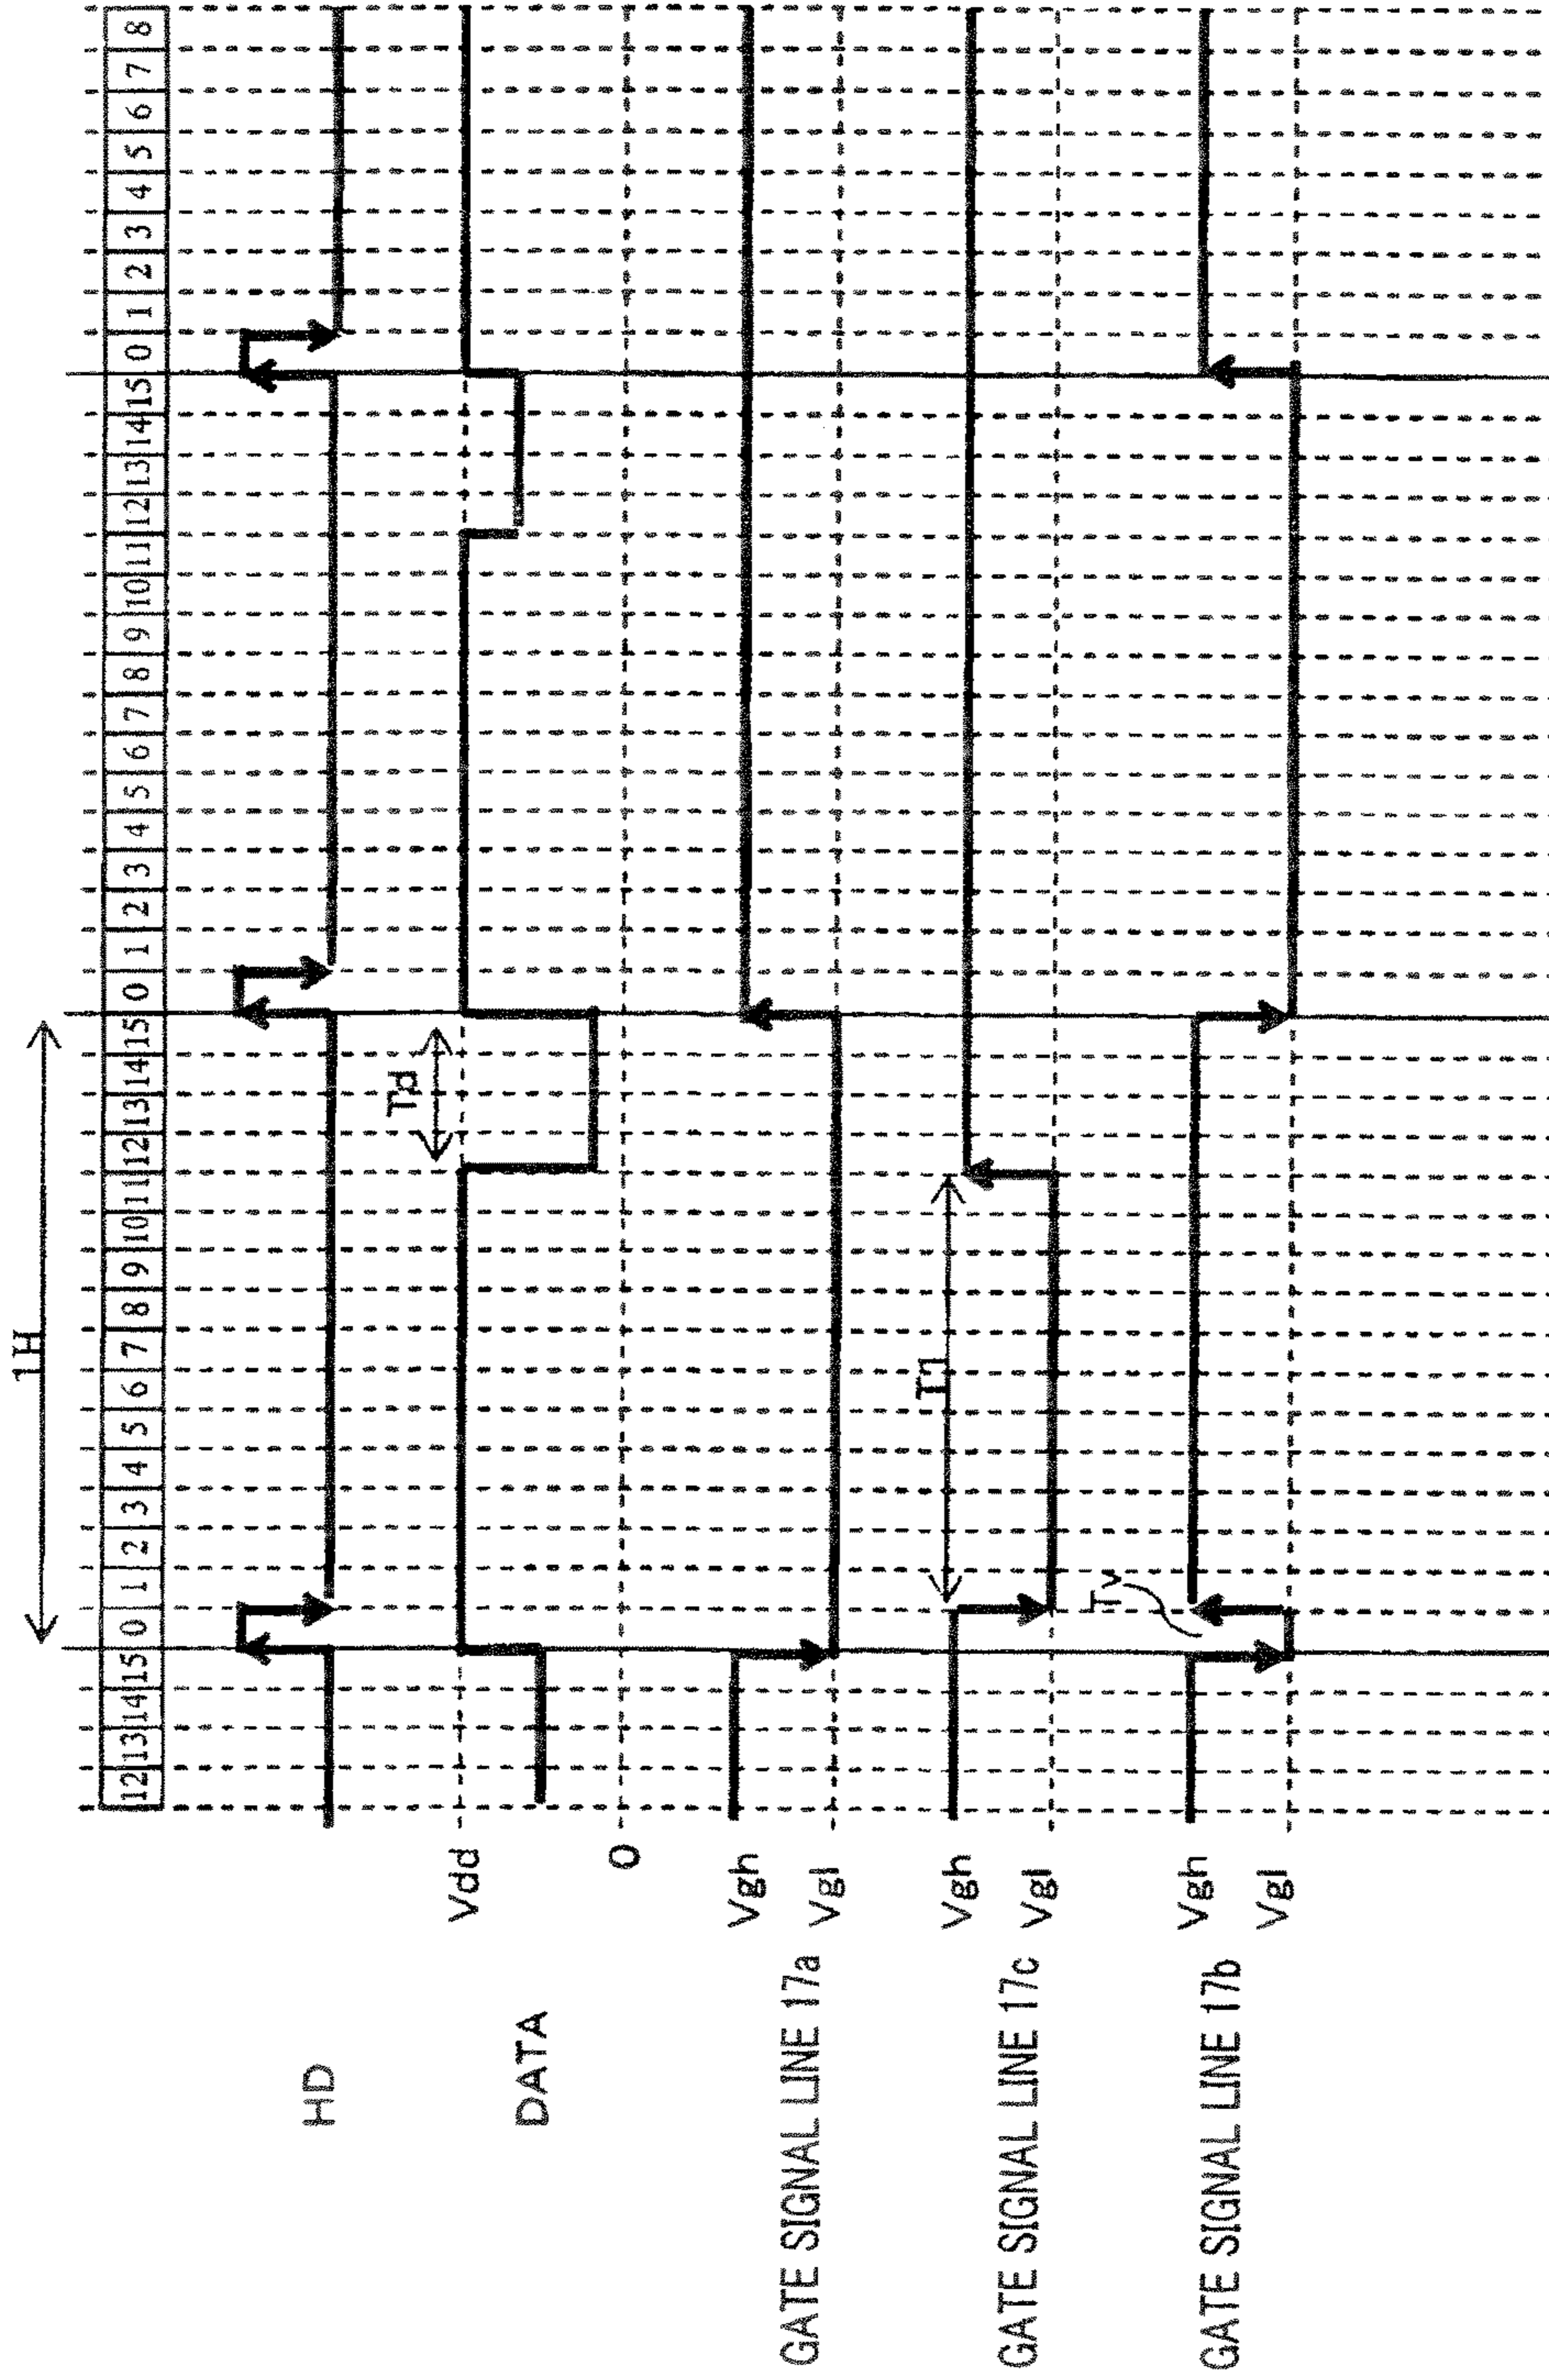 1H
12 13 14 15 0 1 2 3 4 5 6 7 8 9 10 11 12 13 14 15 0 1 2 3 4 5 6 7 8 9 10 11 12 13 14 15 0 1 2 3 4 5 6 7 8
HD
Td
Vdd
DATA
0
Vgh
GATE SIGNAL LINE 17a
Vgl
T1
Vgh
GATE SIGNAL LINE 17c
Vgl
Tv
Vgh
GATE SIGNAL LINE 17b
Vgl